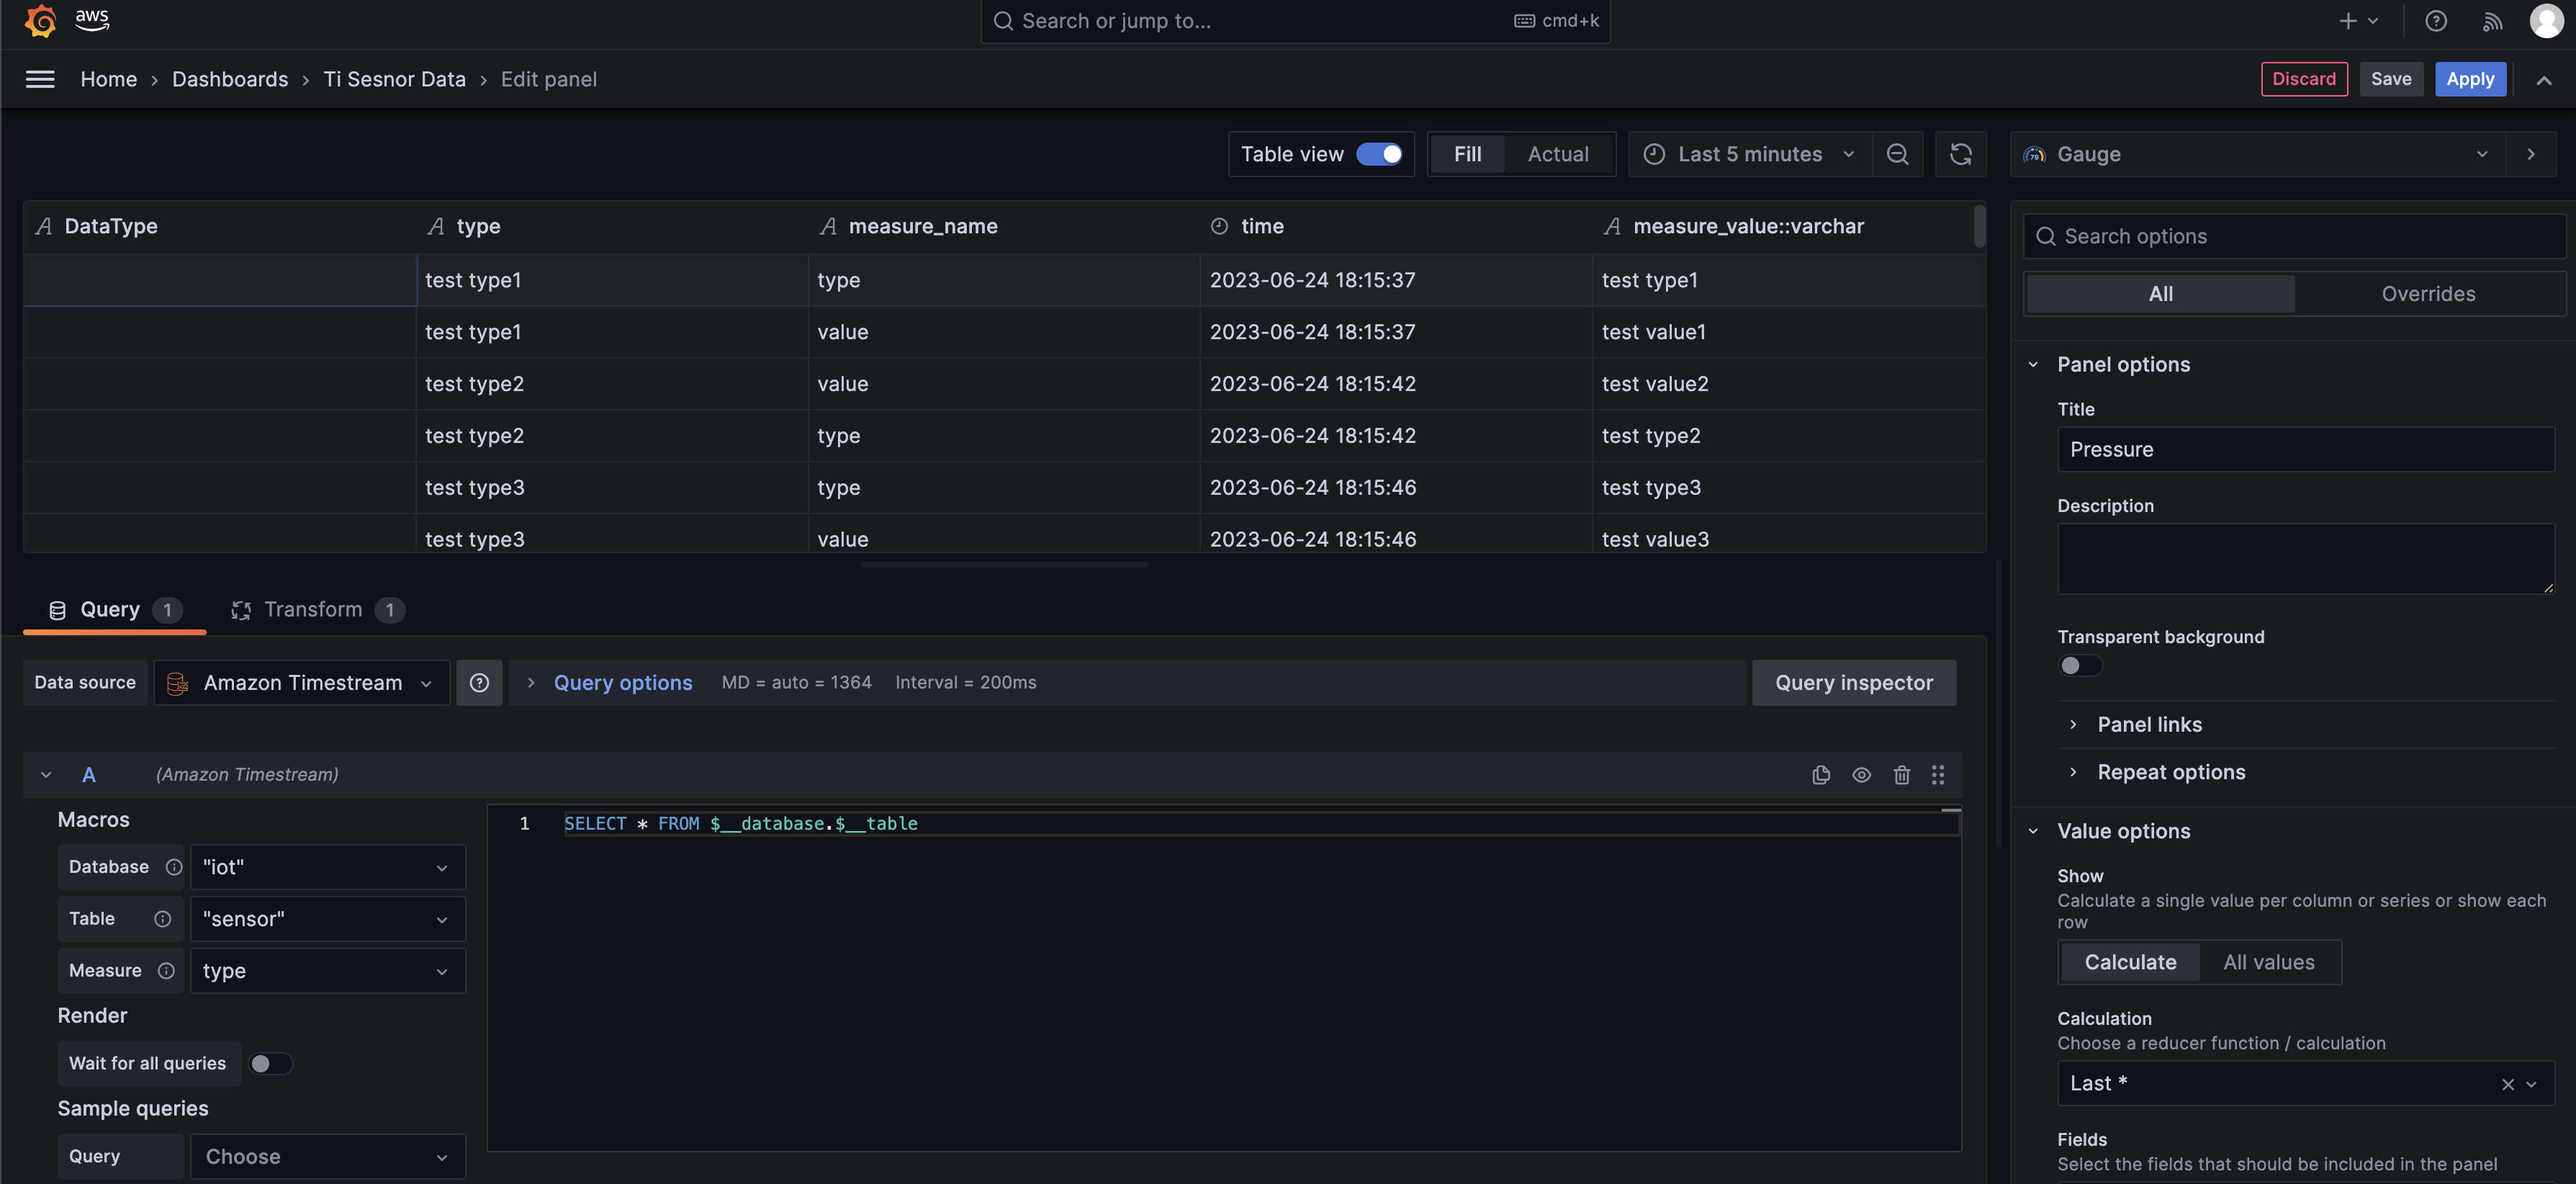 aws
Search or jump to...
cmd+k
Home > Dashboards > Ti Sesnor Data > Edit panel
Discard
Save
Apply
Table view
Fill
Actual
Last 5 minutes
79
Gauge
DataType type measure_name time measure_value::varchar
test type1 type 2023-06-24 18:15:37 test type1
test type1 value 2023-06-24 18:15:37 test value1
test type2 value 2023-06-24 18:15:42 test value2
test type2 type 2023-06-24 18:15:42 test type2
test type3 type 2023-06-24 18:15:46 test type3
test type3 value 2023-06-24 18:15:46 test value3
Query 1
Transform 1
Data source
Amazon Timestream
Query options
MD = auto = 1364
Interval = 200ms
Query inspector
A
(Amazon Timestream)
Macros
Database
"iot"
Table
"sensor"
Measure
type
Render
Wait for all queries
Sample queries
Query
Choose
1 SELECT * FROM $__database.$__table
Search options
All
Overrides
Panel options
Title
Pressure
Description
Transparent background
Panel links
Repeat options
Value options
Show
Calculate a single value per column or series or show each
row
Calculate
All values
Calculation
Choose a reducer function / calculation
Last *
Fields
Select the fields that should be included in the panel